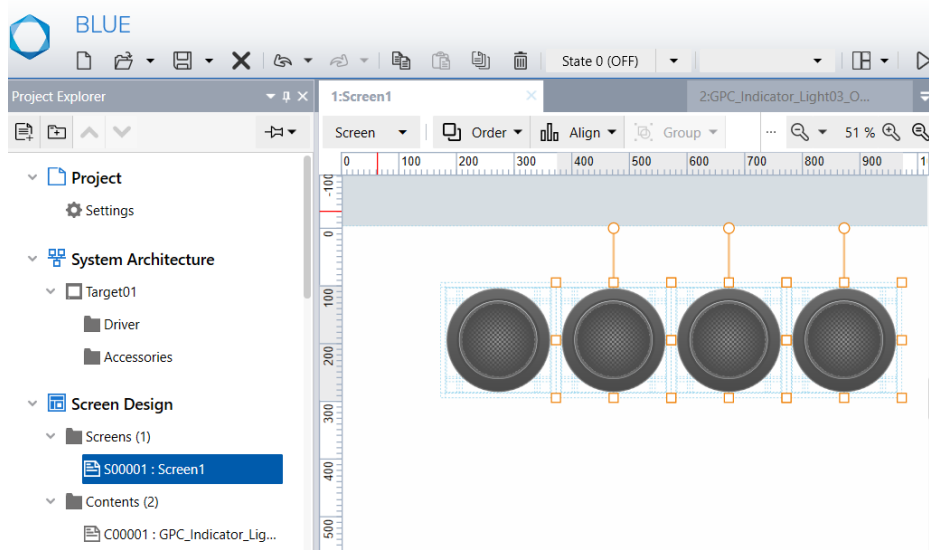 BLUE
State 0 (OFF)
Project Explorer
1:Screen1
2:GPC_Indicator_Light03_O...
Screen
Order
Align
Group
...
51 %
0 100 200 300 400 500 600 700 800 900 1
-100
0
100
200
300
400
500
Project
Settings
System Architecture
Target01
Driver
Accessories
Screen Design
Screens (1)
S00001 : Screen1
Contents (2)
C00001 : GPC_Indicator_Lig...